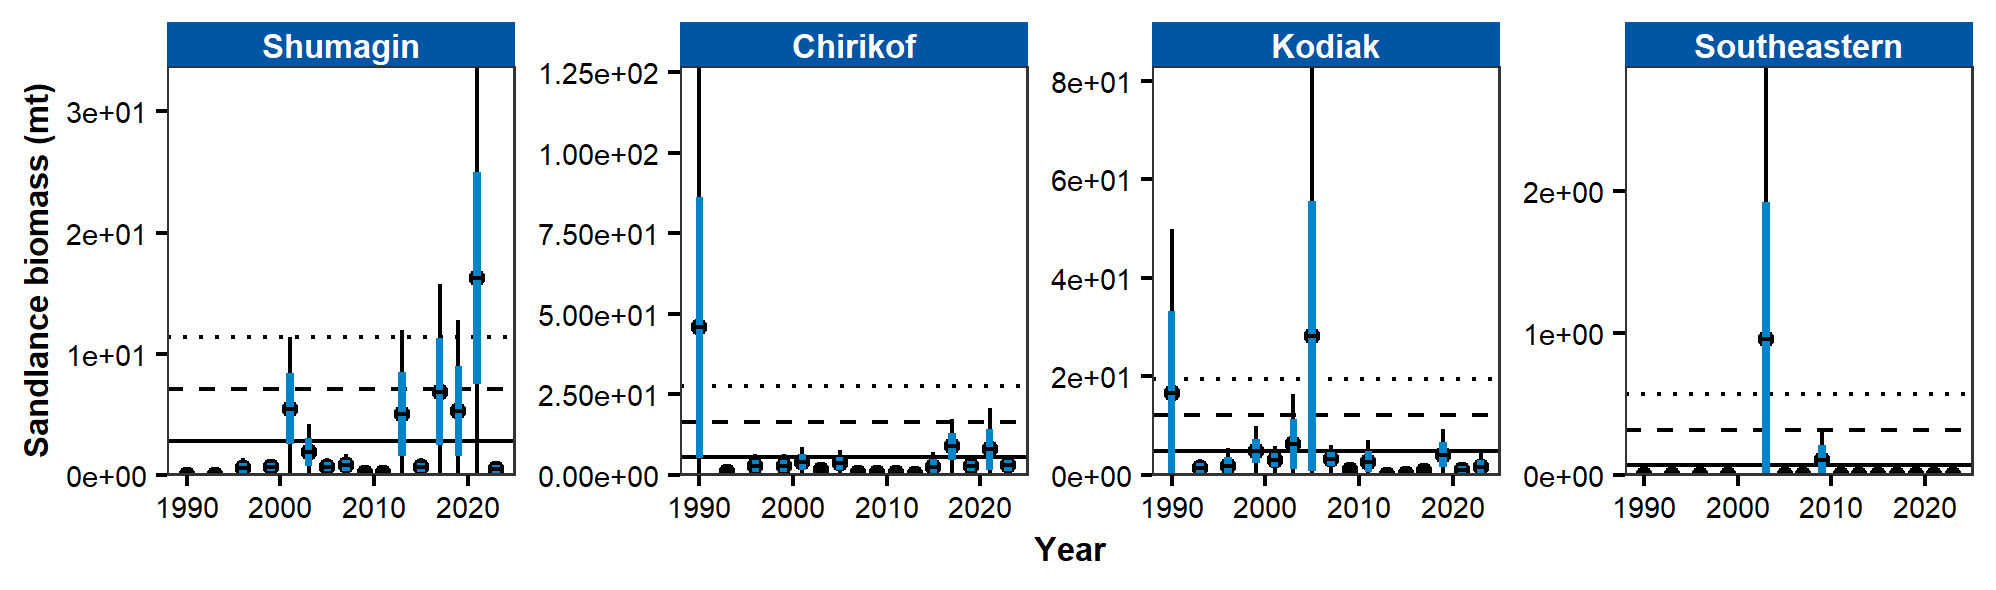 Shumagin Chirikof Kodiak Southeastern
Sandlance biomass (mt)
3e+01
2e+01
1e+01
0e+00
1990 2000 2010 2020
1.25e+02
1.00e+02
7.50e+01
5.00e+01
2.50e+01
0.00e+00
1990 2000 2010 2020
8e+01
6e+01
4e+01
2e+01
0e+00
1990 2000 2010 2020
2e+00
1e+00
0e+00
1990 2000 2010 2020
Year